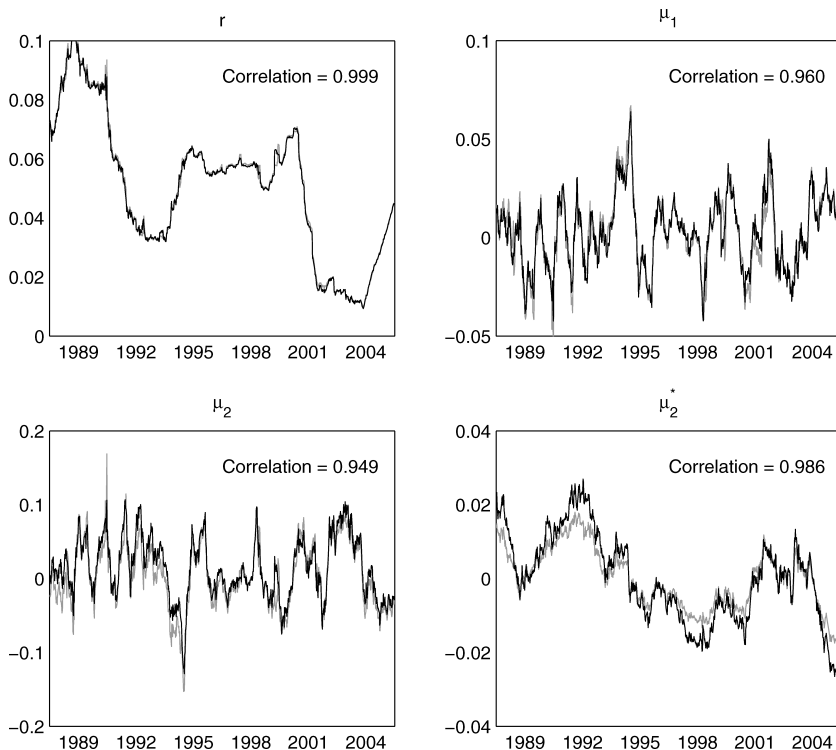 r
0.1
Correlation = 0.999
0.08
0.06
0.04
0.02
0
1989 1992 1995 1998 2001 2004
μ1
0.1
Correlation = 0.960
0.05
0
−0.05
1989 1992 1995 1998 2001 2004
μ2
0.2
Correlation = 0.949
0.1
0
−0.1
−0.2
1989 1992 1995 1998 2001 2004
μ2*
0.04
Correlation = 0.986
0.02
0
−0.02
−0.04
1989 1992 1995 1998 2001 2004